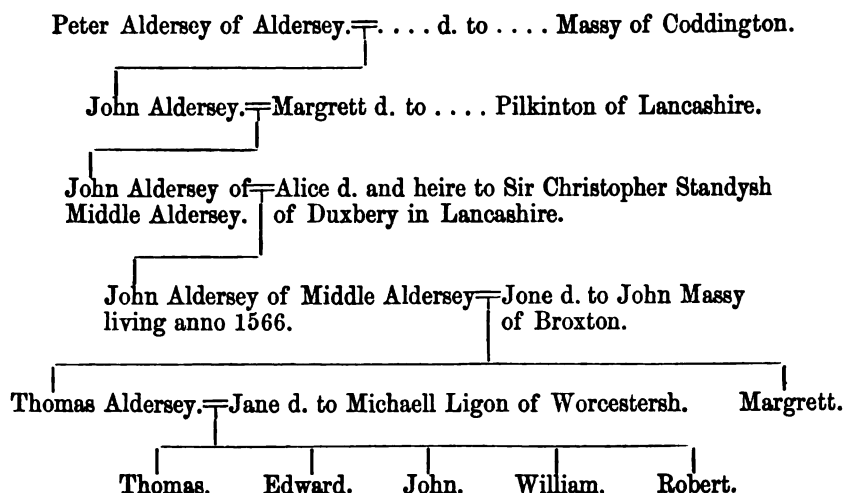 Peter Aldersey of Aldersey.=. . . . d. to . . . . Massy of Coddington.
John Aldersey.=Margrett d. to . . . . Pilkinton of Lancashire.
John Aldersey of=Alice d. and heire to Sir Christopher Standysh
Middle Aldersey. of Duxbery in Lancashire.
John Aldersey of Middle Aldersey=Jone d. to John Massy
living anno 1566. of Broxton.
Thomas Aldersey.=Jane d. to Michaell Ligon of Worcestersh. Margrett.
Thomas. Edward. John. William. Robert.